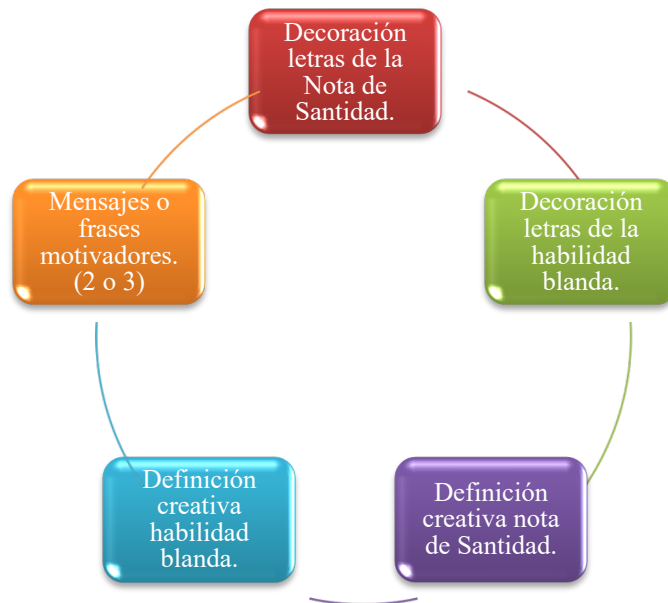 Decoración
letras de la
Nota de
Santidad.
Decoración
letras de la
habilidad
blanda.
Definición
creativa nota
de Santidad.
Definición
creativa
habilidad
blanda.
Mensajes o
frases
motivadores.
(2 o 3)